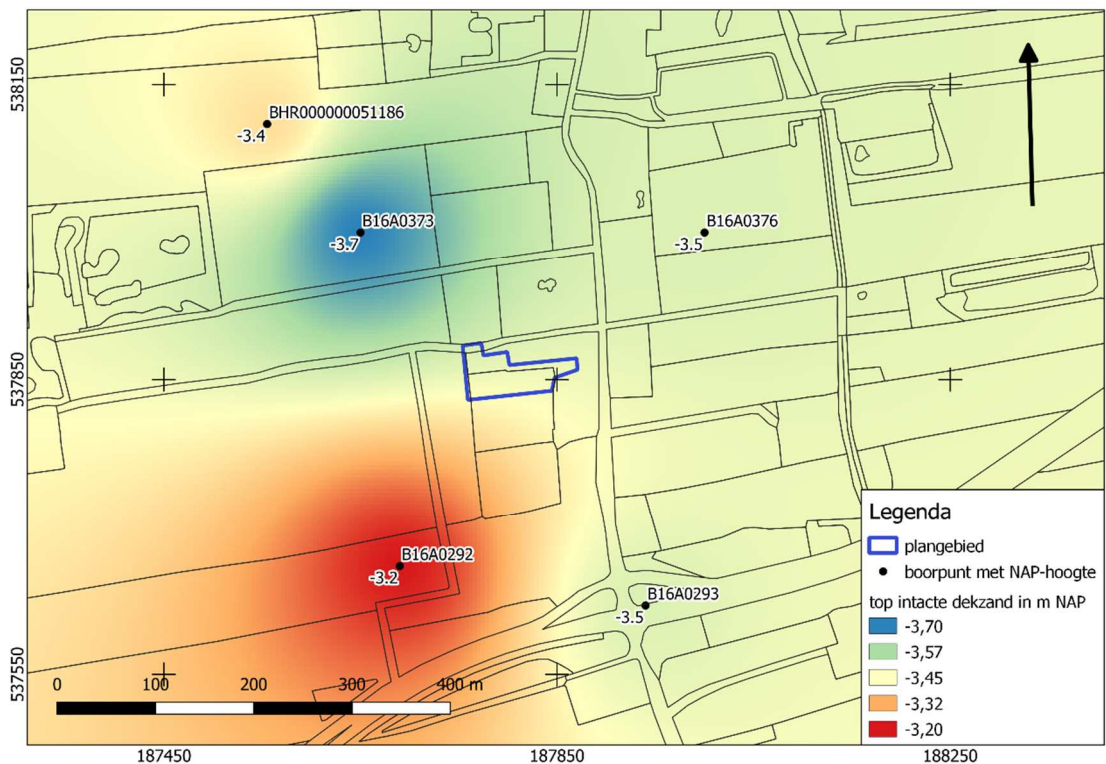 538150
BHR000000051186
-3.4
B16A0373
-3.7
B16A0376
-3.5
537850
B16A0292
-3.2
B16A0293
-3.5
537550
0 100 200 300 400 m
Legenda
plangebied
boorpunt met NAP-hoogte
top intacte dekzand in m NAP
-3,70
-3,57
-3,45
-3,32
-3,20
187450 187850 188250